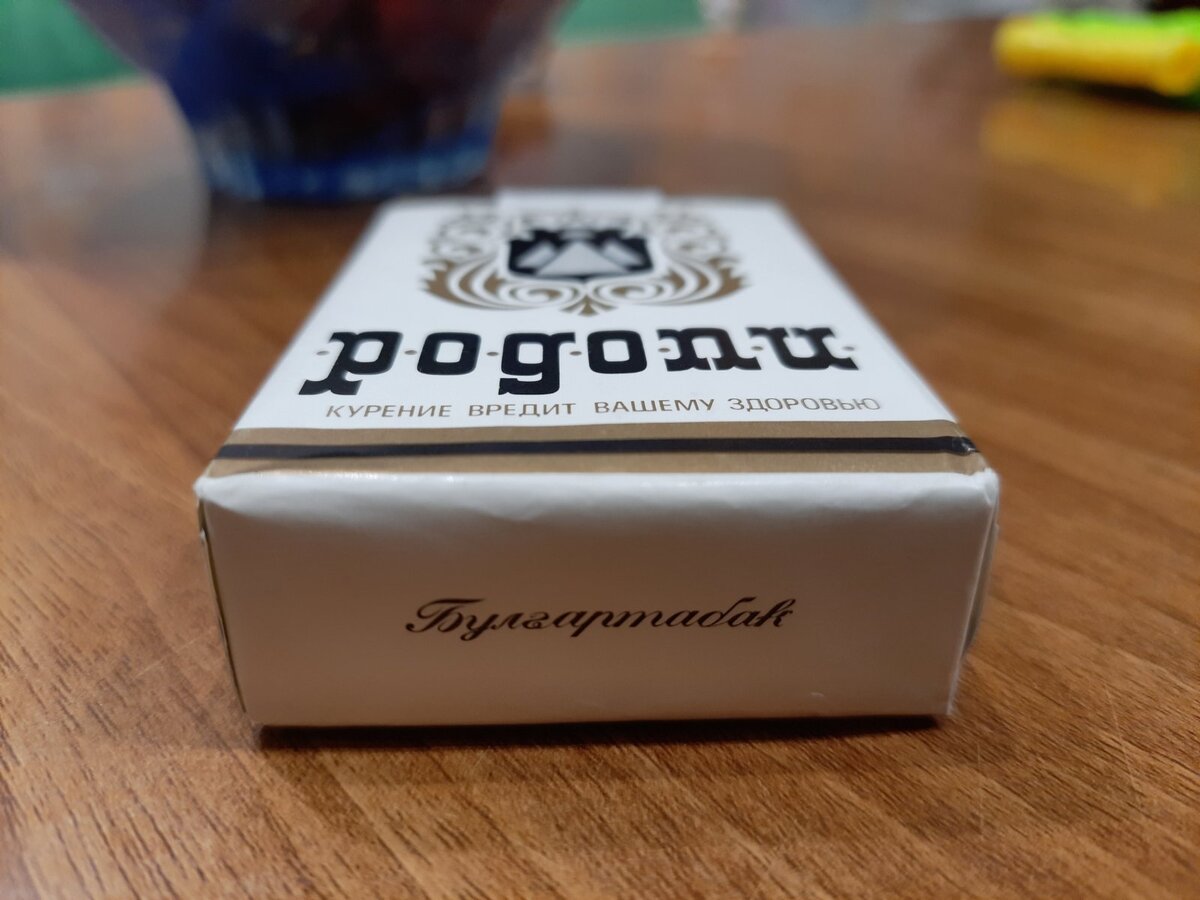 родопи
КУРЕНИЕ ВРЕДИТ ВАШЕМУ ЗДОРОВЬЮ
Булгартабак